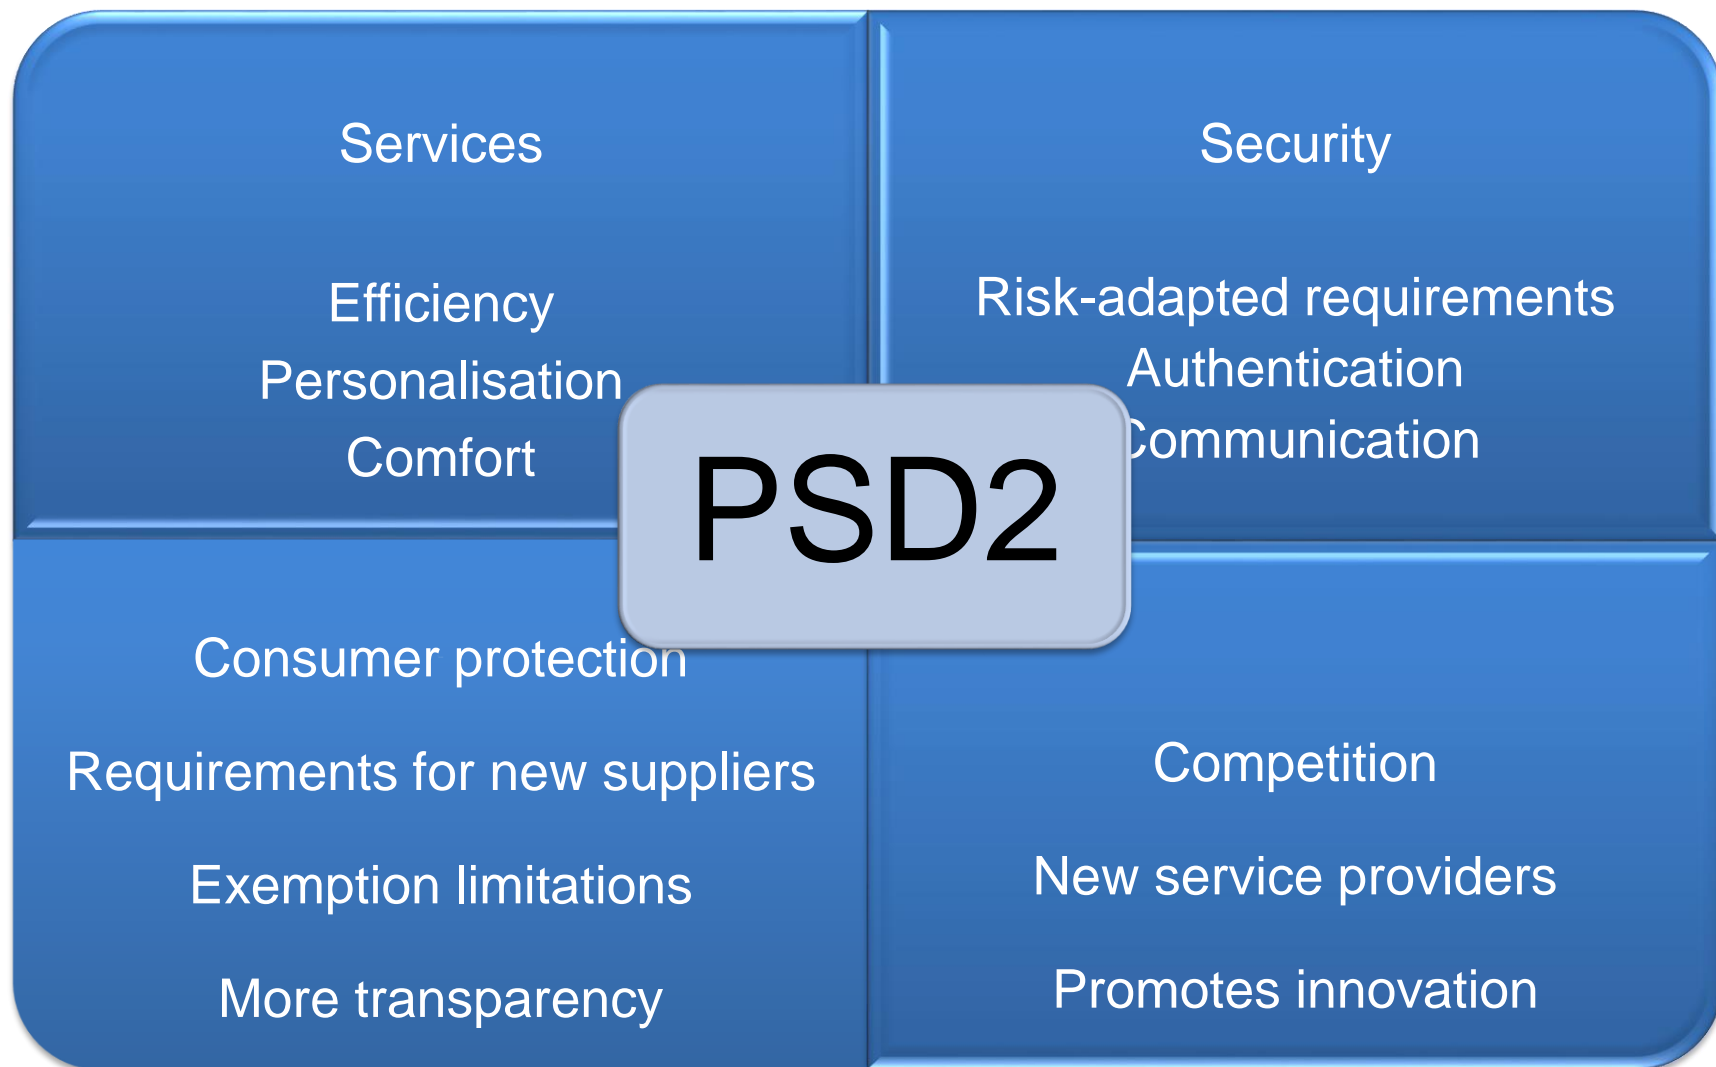 Services
Efficiency
Personalisation
Comfort
Security
Risk-adapted requirements
Authentication
Communication
PSD2
Consumer protection
Requirements for new suppliers
Exemption limitations
More transparency
Competition
New service providers
Promotes innovation